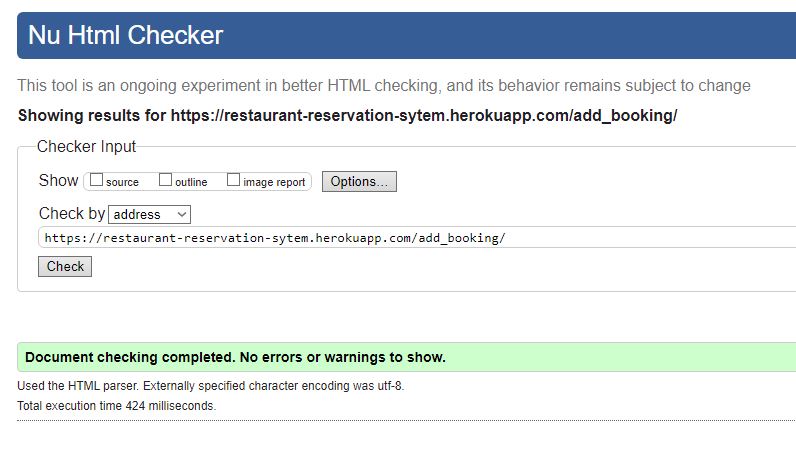 Nu Html Checker
This tool is an ongoing experiment in better HTML checking, and its behavior remains subject to change
Showing results for https://restaurant-reservation-sytem.herokuapp.com/add_booking/
Checker Input
Show source outline image report Options...
Check by address
https://restaurant-reservation-sytem.herokuapp.com/add_booking/
Check
Document checking completed. No errors or warnings to show.
Used the HTML parser. Externally specified character encoding was utf-8.
Total execution time 424 milliseconds.